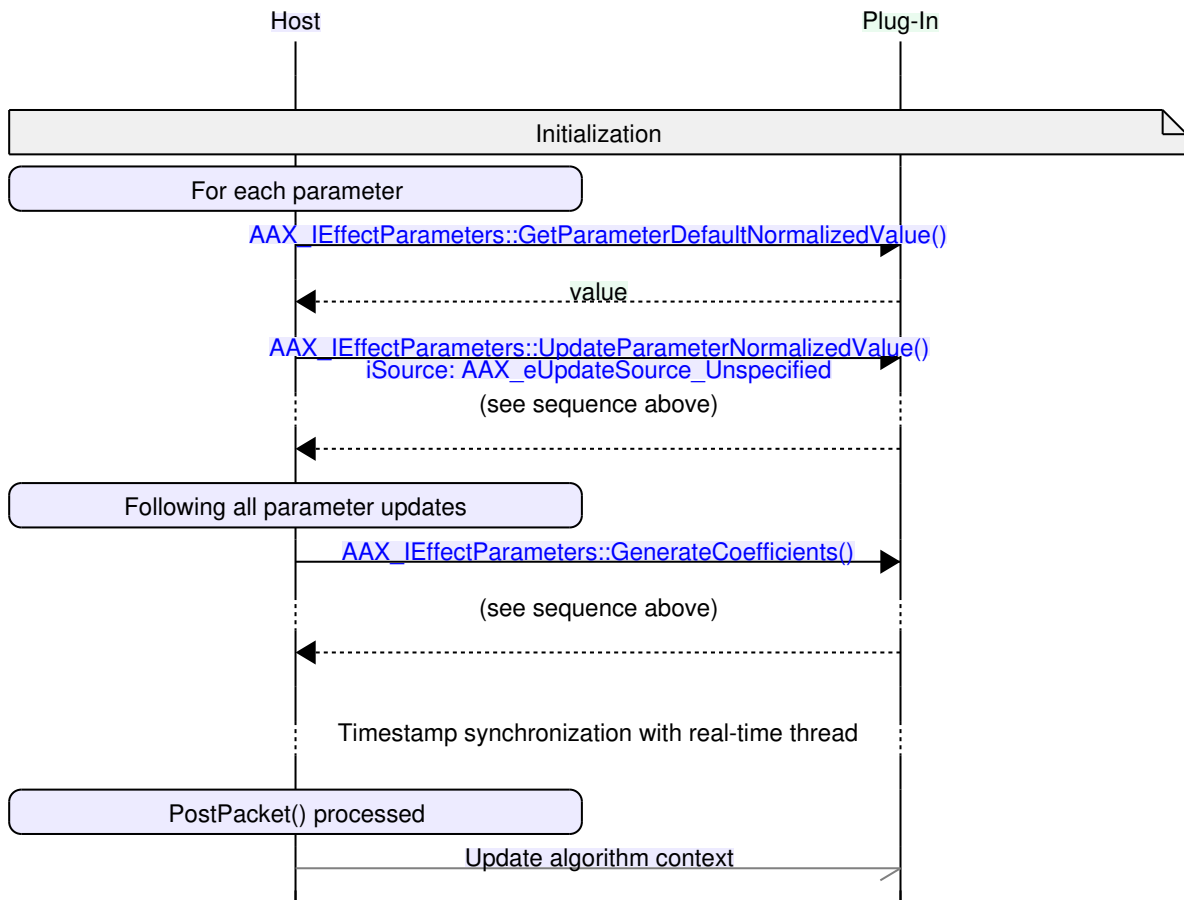 Host
Plug-In
Initialization
For each parameter
AAX_IEffectParameters::GetParameterDefaultNormalizedValue()
value
AAX_IEffectParameters::UpdateParameterNormalizedValue()
iSource: AAX_eUpdateSource_Unspecified
(see sequence above)
Following all parameter updates
AAX_IEffectParameters::GenerateCoefficients()
(see sequence above)
Timestamp synchronization with real-time thread
PostPacket() processed
Update algorithm context